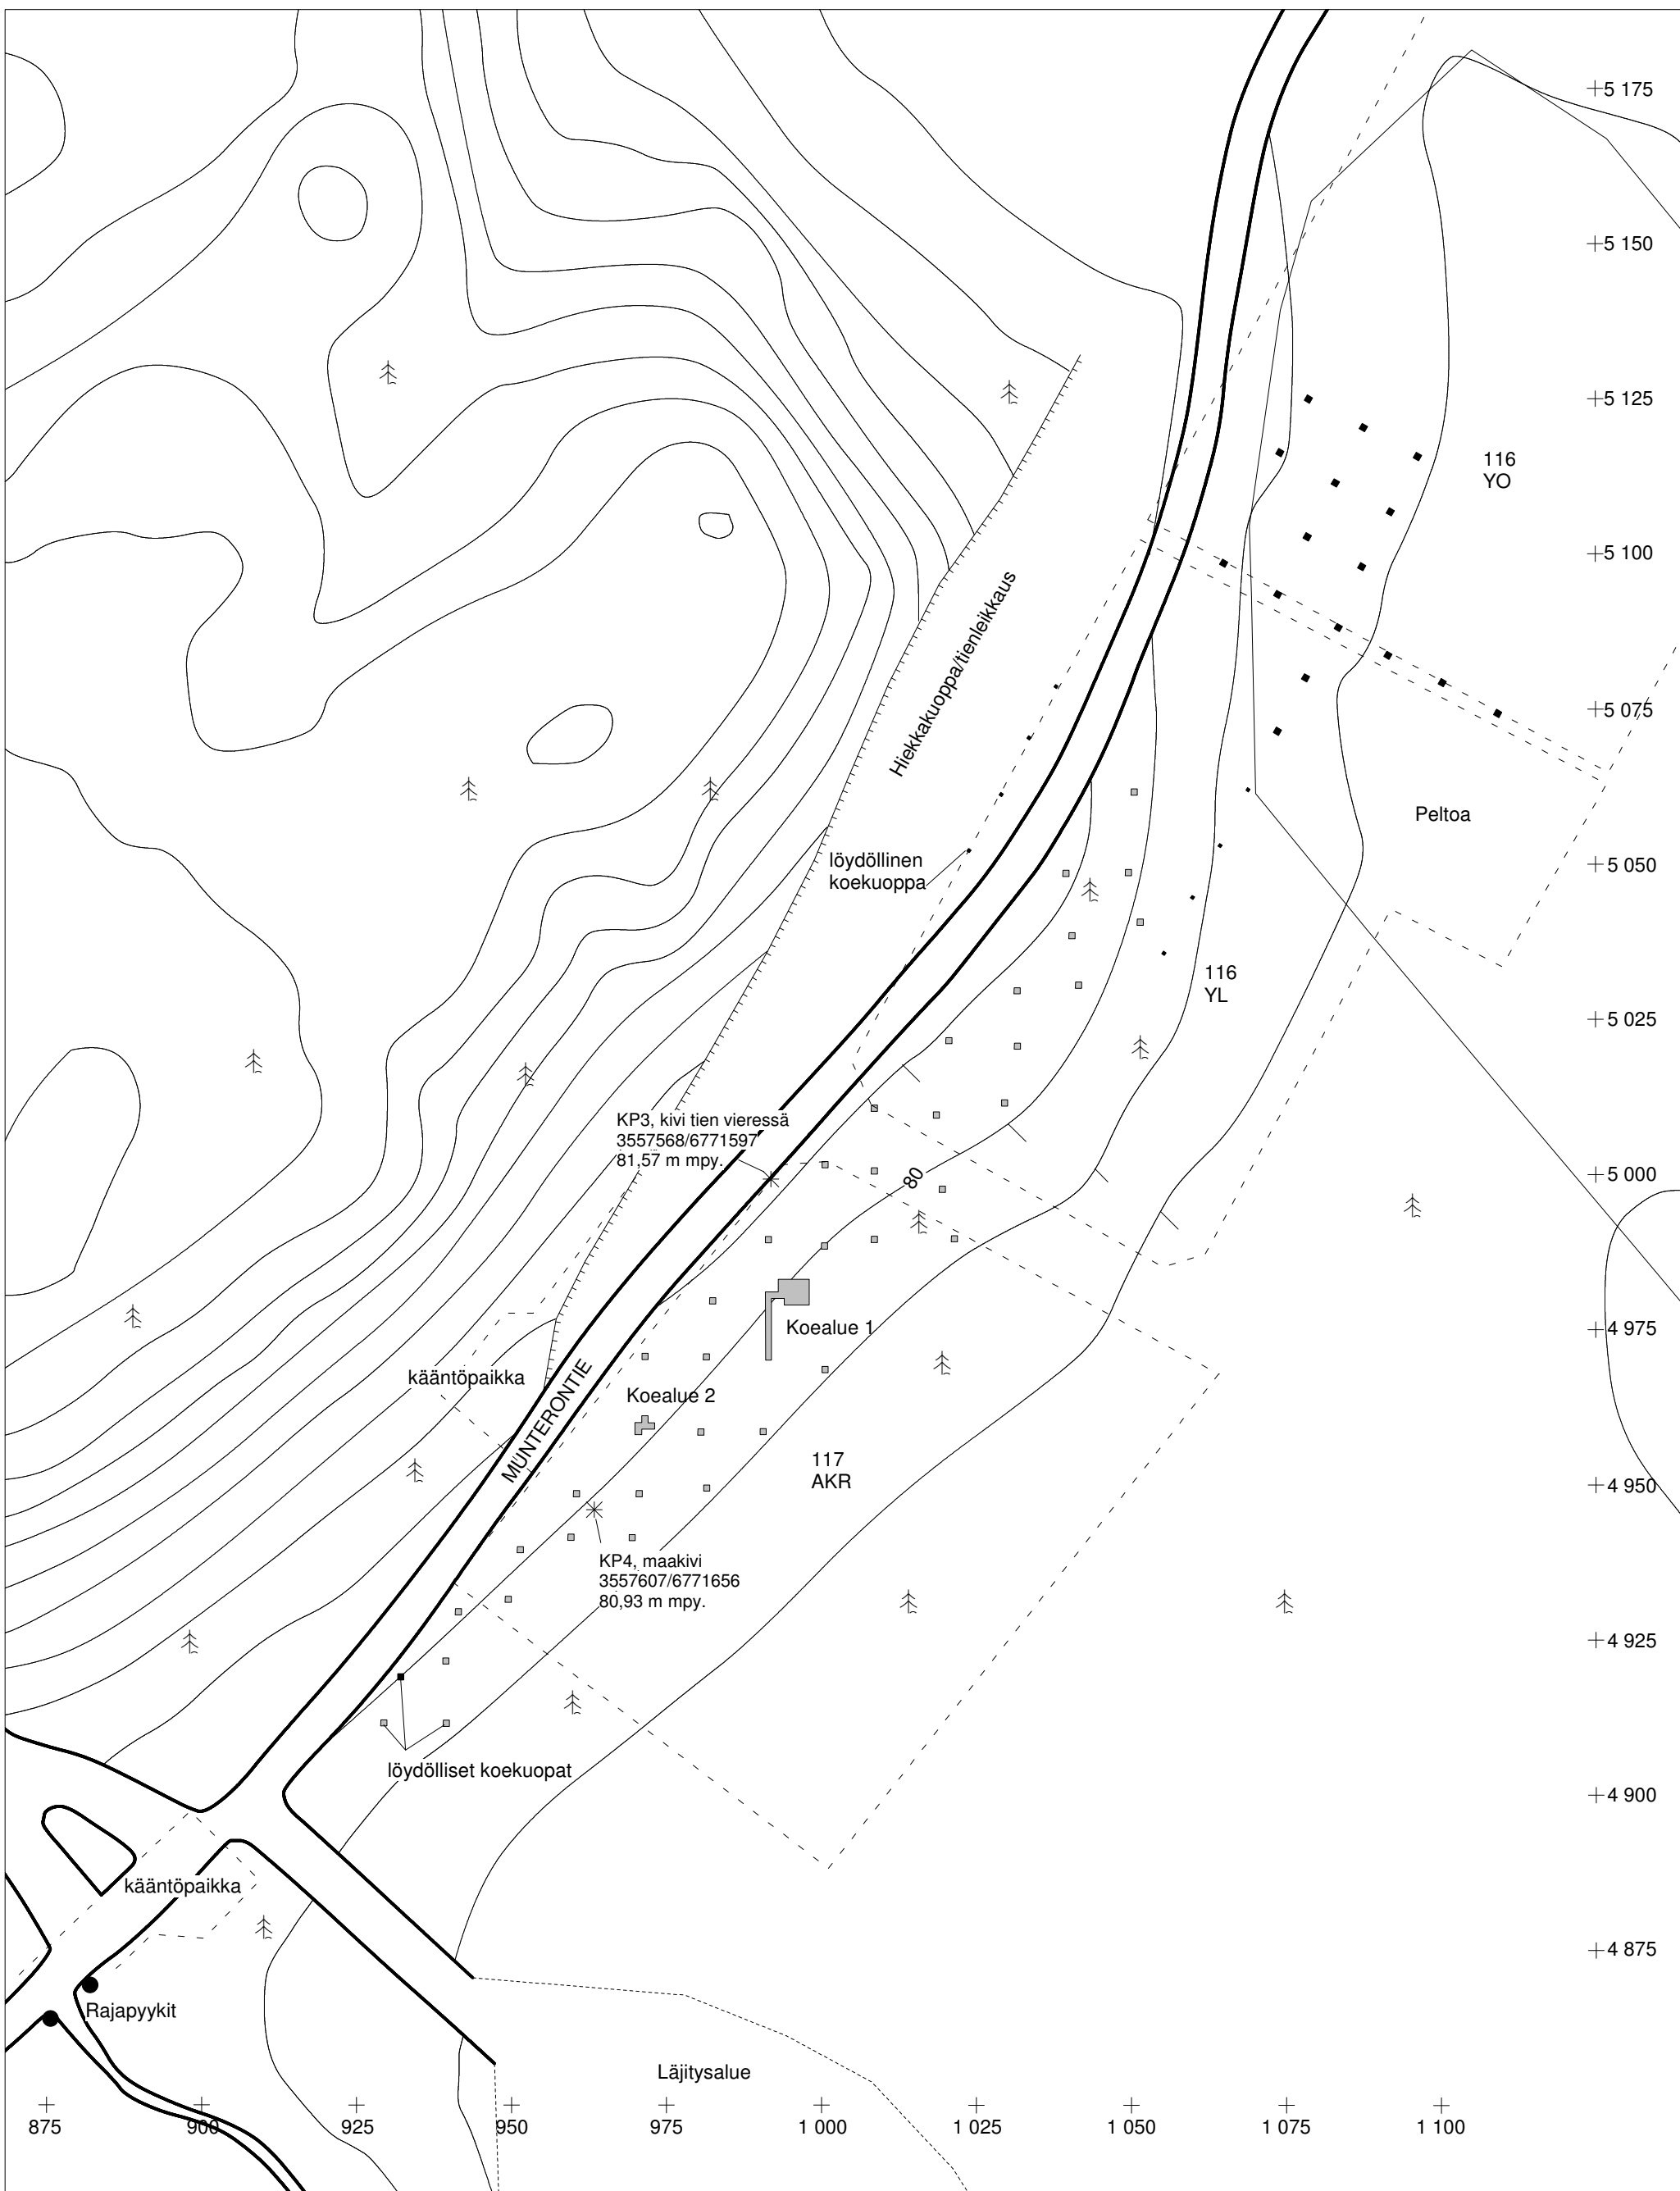 5 175
5 150
5 125
116
YO
5 100
Hiekkakuoppa/tienleikkaus
5 075
Peltoa
löydöllinen
koekuoppa
5 050
116
YL
5 025
KP3, kivi tien vieressä
3557568/6771597
81,57 m mpy.
80
5 000
Koealue 1
4 975
kääntöpaikka
Koealue 2
MUNTERONTIE
117
AKR
4 950
KP4, maakivi
3557607/6771656
80,93 m mpy.
4 925
löydölliset koekuopat
4 900
kääntöpaikka
4 875
Rajapyykit
Läjitysalue
875 900 925 950 975 1 000 1 025 1 050 1 075 1 100